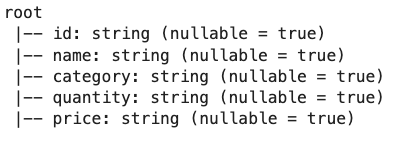 root
 |-- id: string (nullable = true)
 |-- name: string (nullable = true)
 |-- category: string (nullable = true)
 |-- quantity: string (nullable = true)
 |-- price: string (nullable = true)